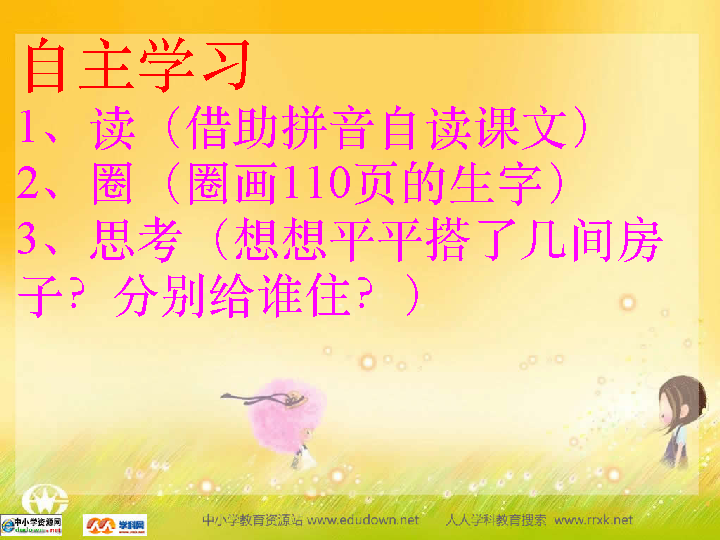 自主学习
1、读（借助拼音自读课文）
2、圈（圈画110页的生字）
3、思考（想想平平搭了几间房
子？分别给谁住？）
中小学资源网
学科网
中小学教育资源站 www.edudown.net 人人学科教育搜索 www.rrxk.net